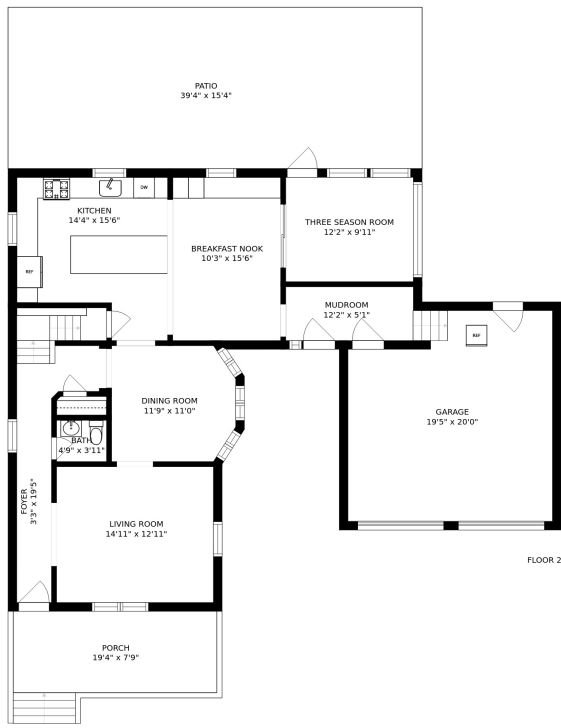 PATIO
39'4" x 15'4"
DW
KITCHEN
14'4" x 15'6"
THREE SEASON ROOM
12'2" x 9'11"
BREAKFAST NOOK
10'3" x 15'6"
REF
MUDROOM
12'2" x 5'1"
REF
DINING ROOM
11'9" x 11'0"
GARAGE
19'5" x 20'0"
BATH
4'9" x 3'11"
FOYER
3'3" x 19'5"
LIVING ROOM
14'11" x 12'11"
FLOOR 2
PORCH
19'4" x 7'9"